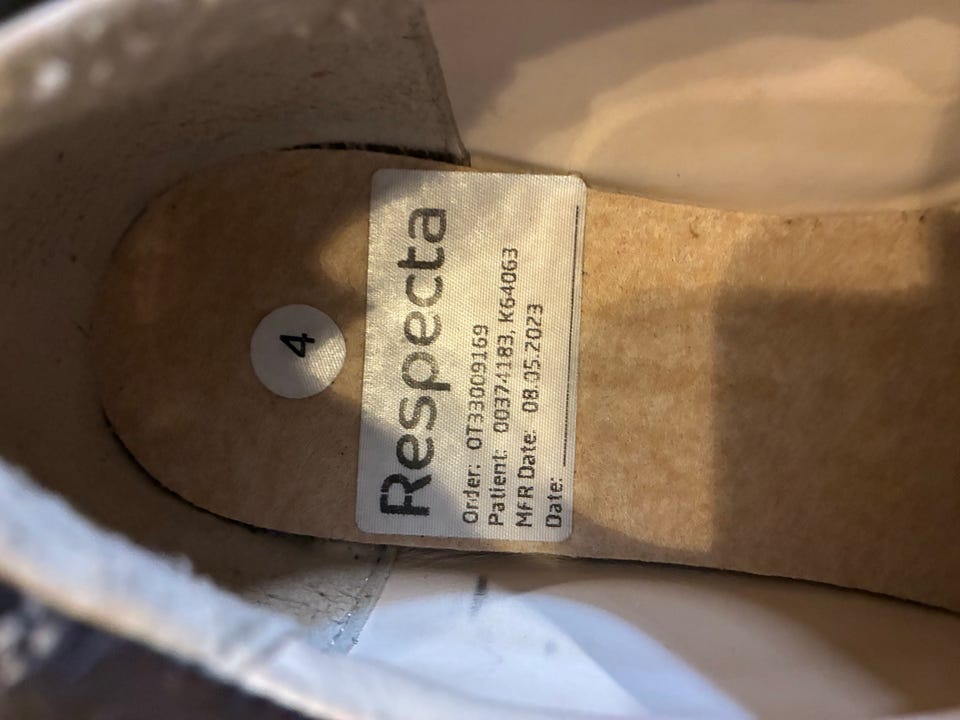 4
Respecta
Order: OT33009169
Patient: 00374183, K64063
MFR Date: 08.05.2023
Date: